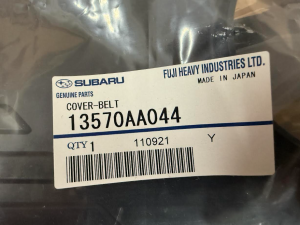 SUBARU
FUJI HEAVY INDUSTRIES LTD.
GENUINE PARTS
MADE IN JAPAN
COVER-BELT
13570AA044
QTY 1 110921 Y